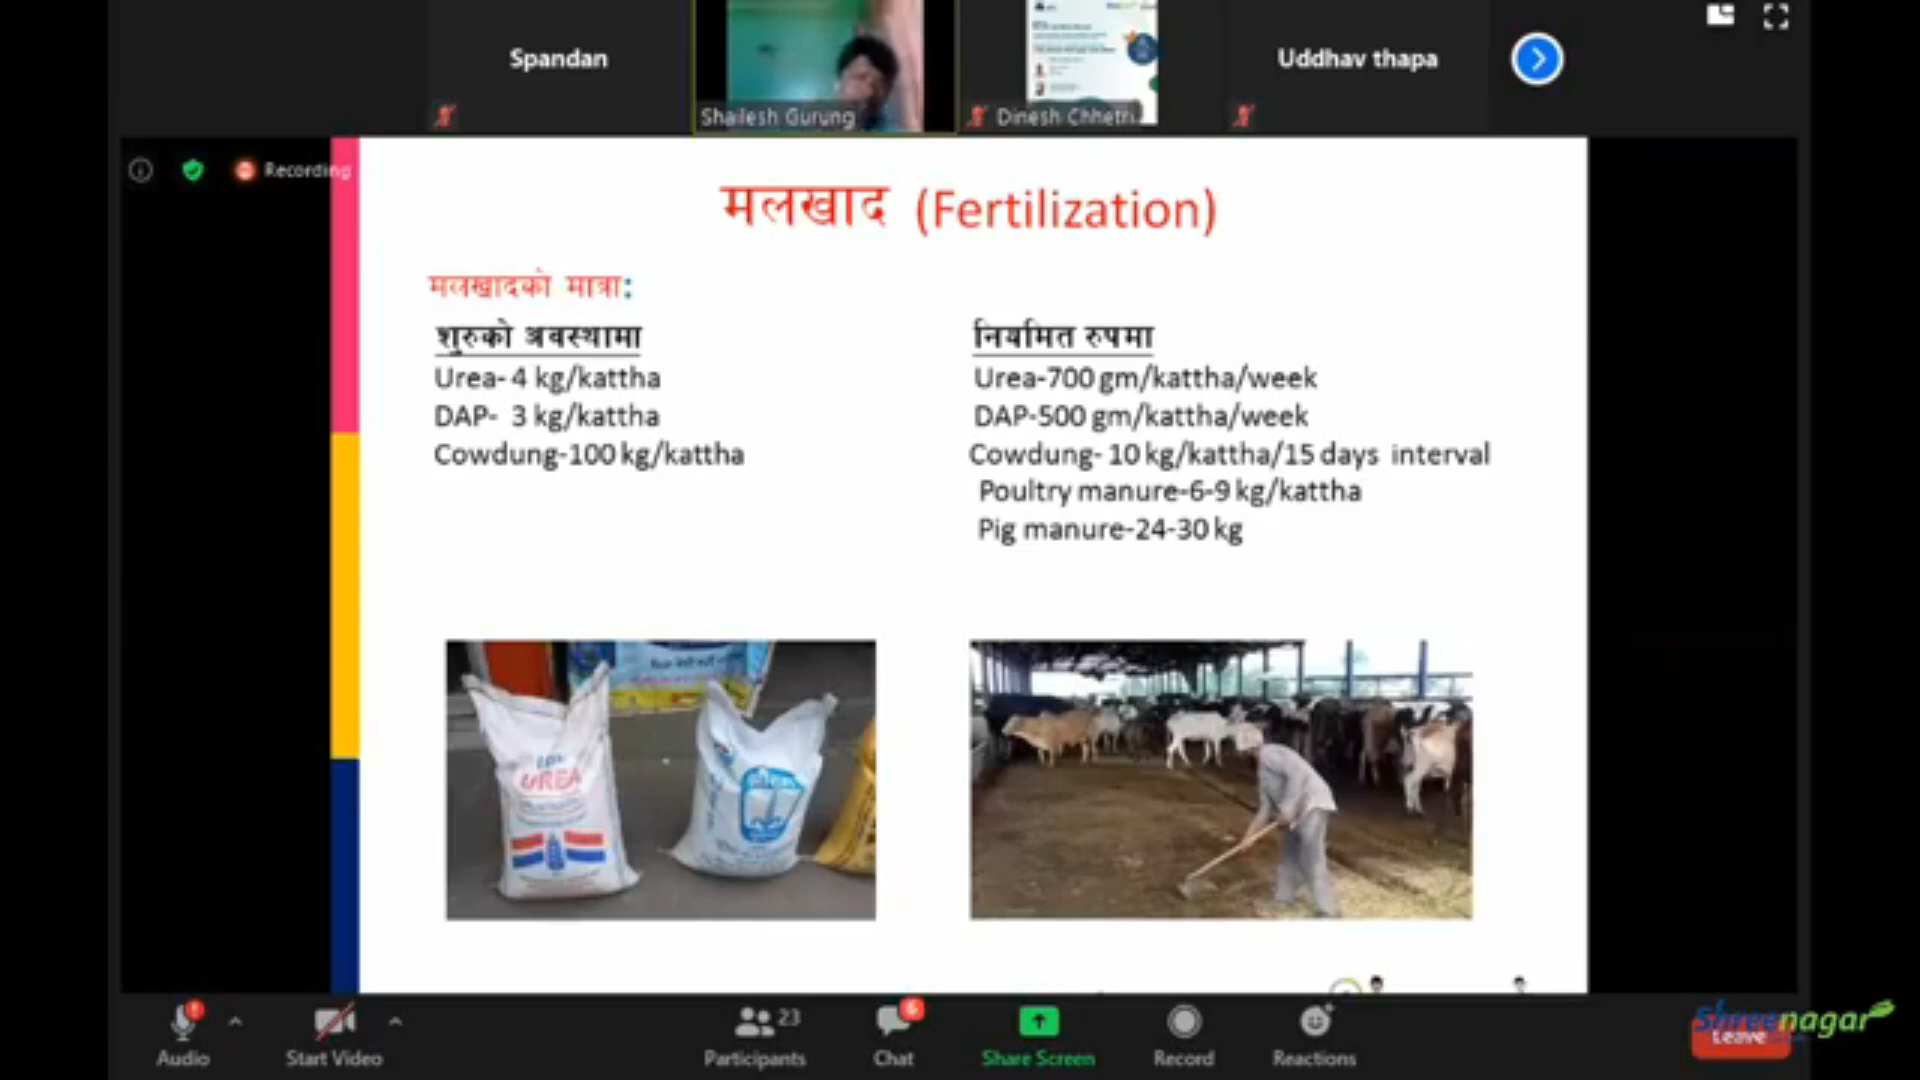 Spandan
Shailesh Gurung
Dinesh Chhetri
Uddhav thapa
Recording
मलखाद (Fertilization)
मलखादको मात्रा:
शुरुको अवस्थामा
Urea- 4 kg/kattha
DAP- 3 kg/kattha
Cowdung-100 kg/kattha
नियमित रुपमा
Urea-700 gm/kattha/week
DAP-500 gm/kattha/week
Cowdung- 10 kg/kattha/15 days interval
Poultry manure-6-9 kg/kattha
Pig manure-24-30 kg
UREA
Audio
Start Video
Participants 23
Chat 6
Share Screen
Record
Reactions
Shreenagar
Leave